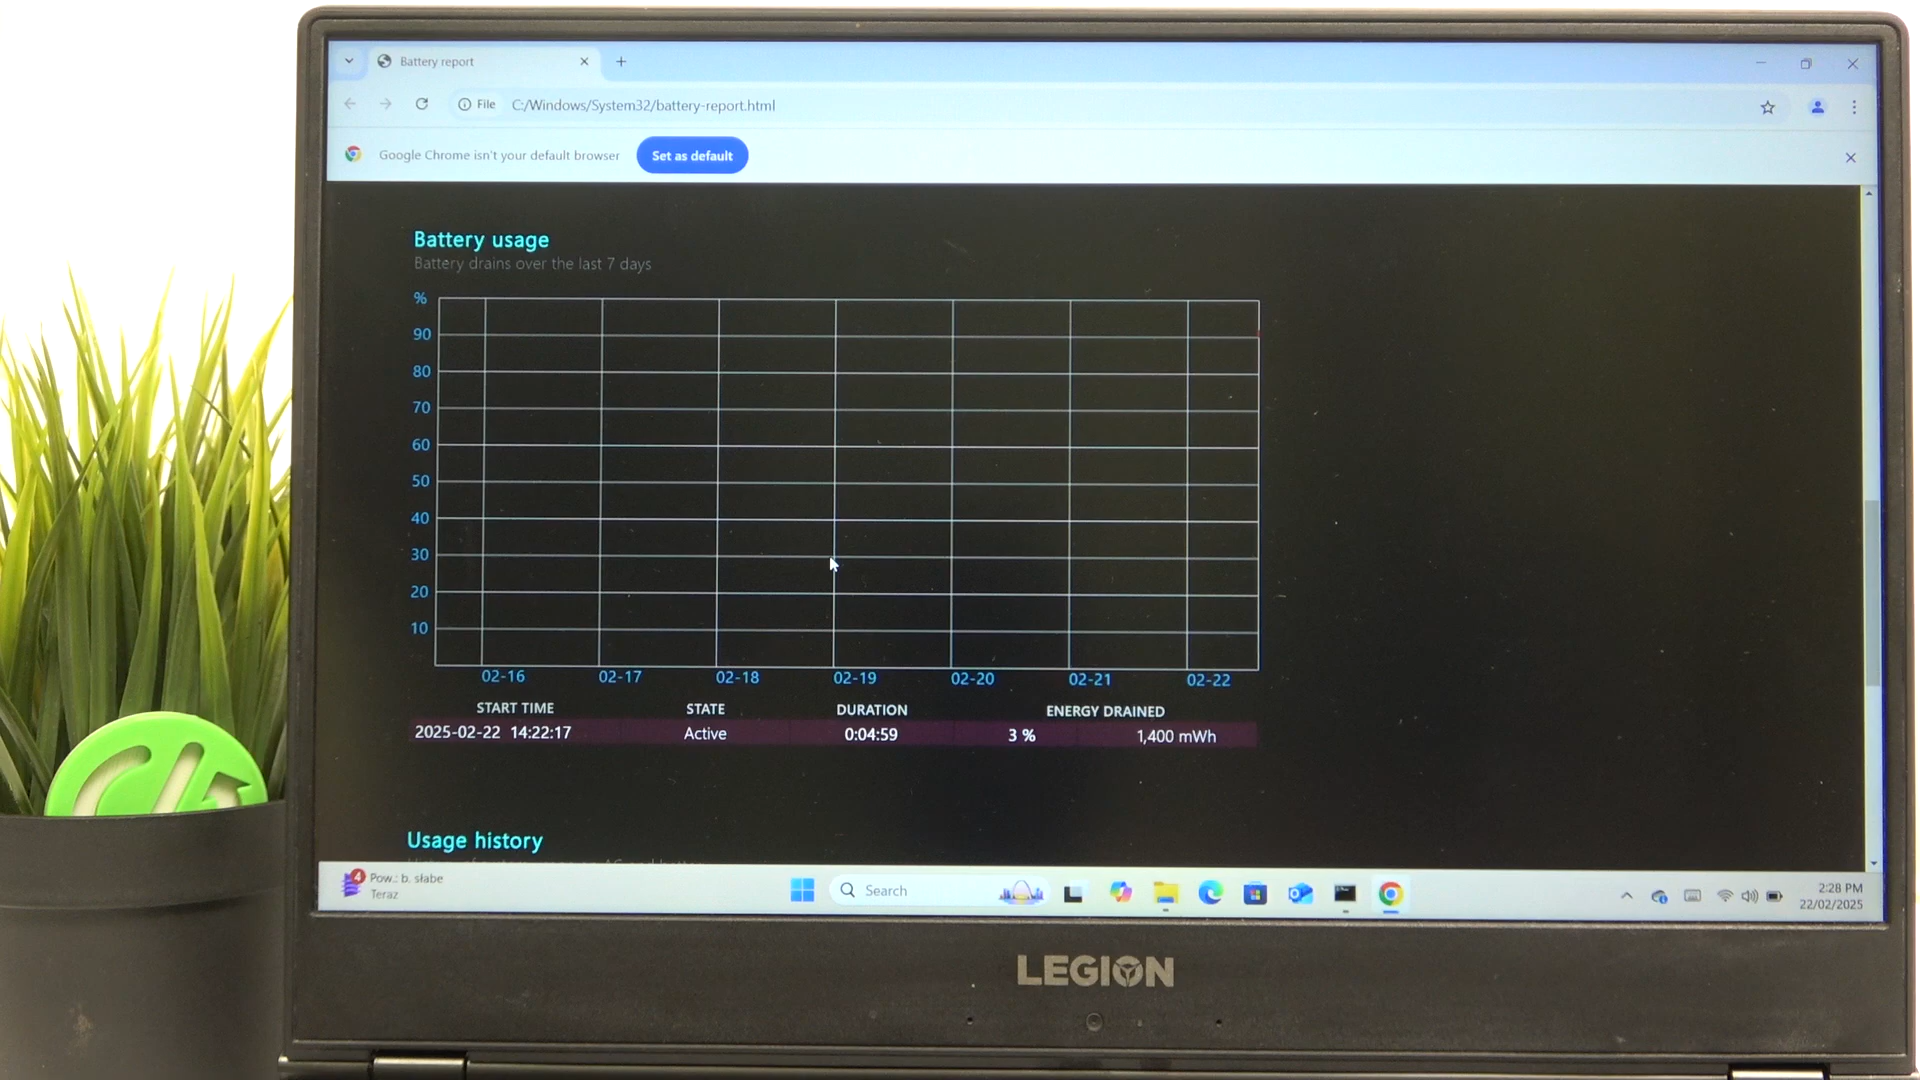 Battery report
File C:/Windows/System32/battery-report.html
Google Chrome isn't your default browser Set as default
Battery usage
Battery drains over the last 7 days
%
90
80
70
60
50
40
30
20
10
02-16 02-17 02-18 02-19 02-20 02-21 02-22
START TIME STATE DURATION ENERGY DRAINED
2025-02-22 14:22:17 Active 0:04:59 3 % 1,400 mWh
Usage history
4 Pow.: b. słabe
Teraz
Search
2:28 PM
22/02/2025
LEGION